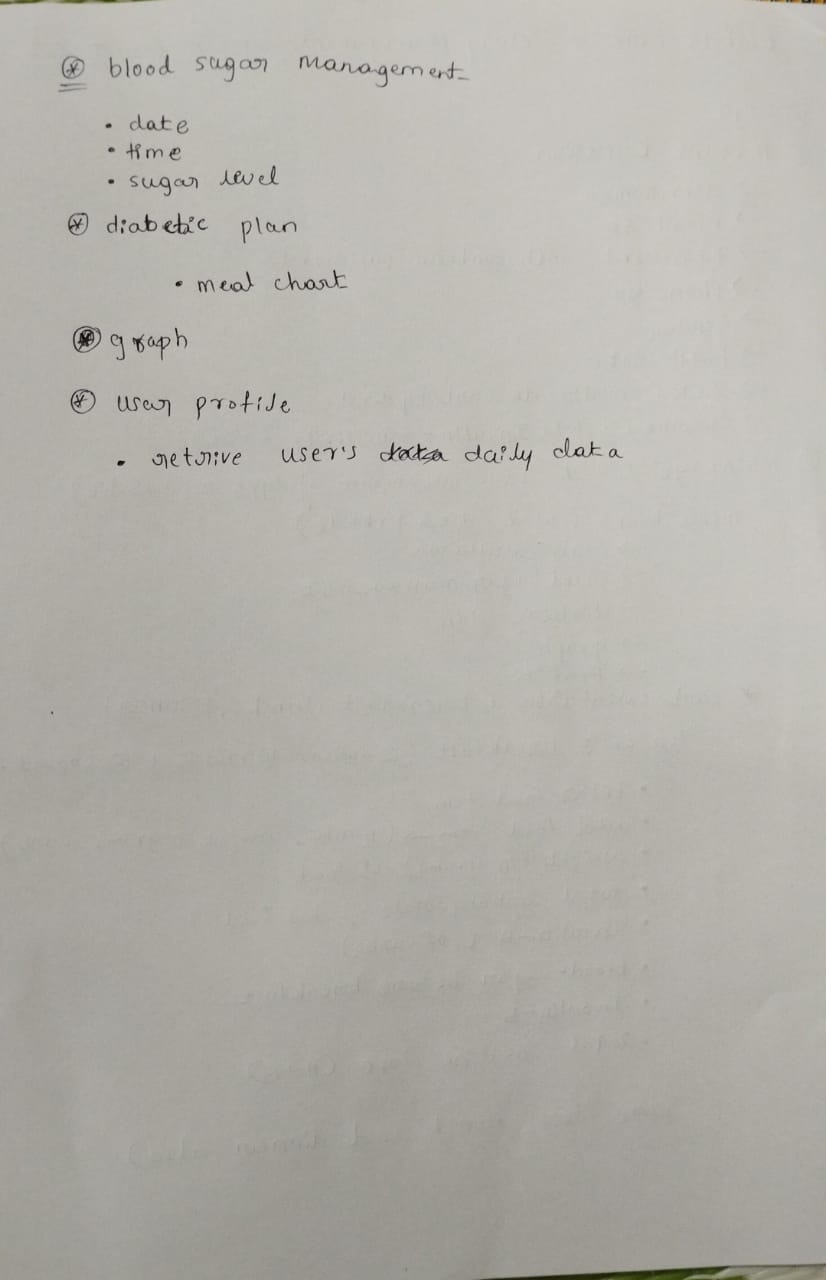 ⊛ blood sugar management
• date
• time
• sugar level
⊛ diabetic plan
• meal chart
⊛ graph
⊛ user profile
• retrive user's data daily data